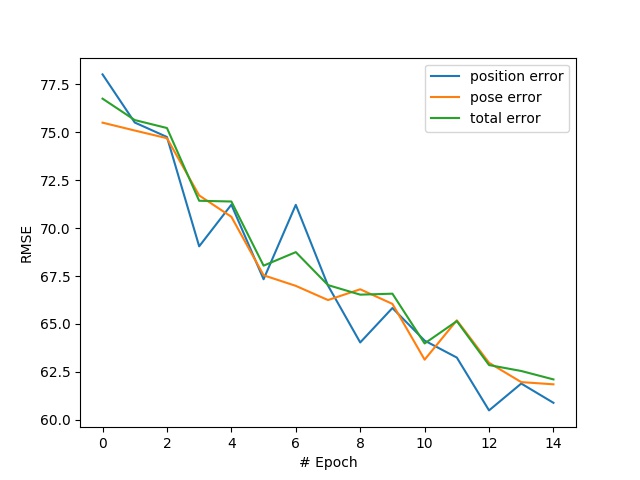 position error
pose error
total error
77.5
75.0
72.5
70.0
67.5
65.0
62.5
60.0
RMSE
0 2 4 6 8 10 12 14
# Epoch